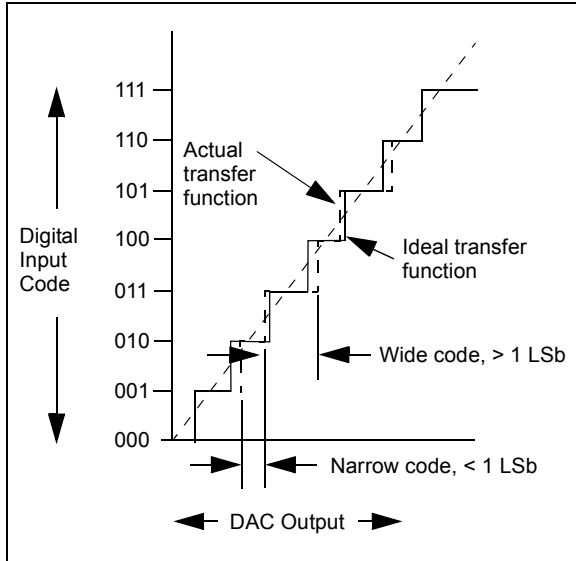 111
110
Actual
transfer
function
101
Digital
Input
Code
100
Ideal transfer
function
011
010
Wide code, > 1 LSb
001
000
Narrow code, < 1 LSb
DAC Output